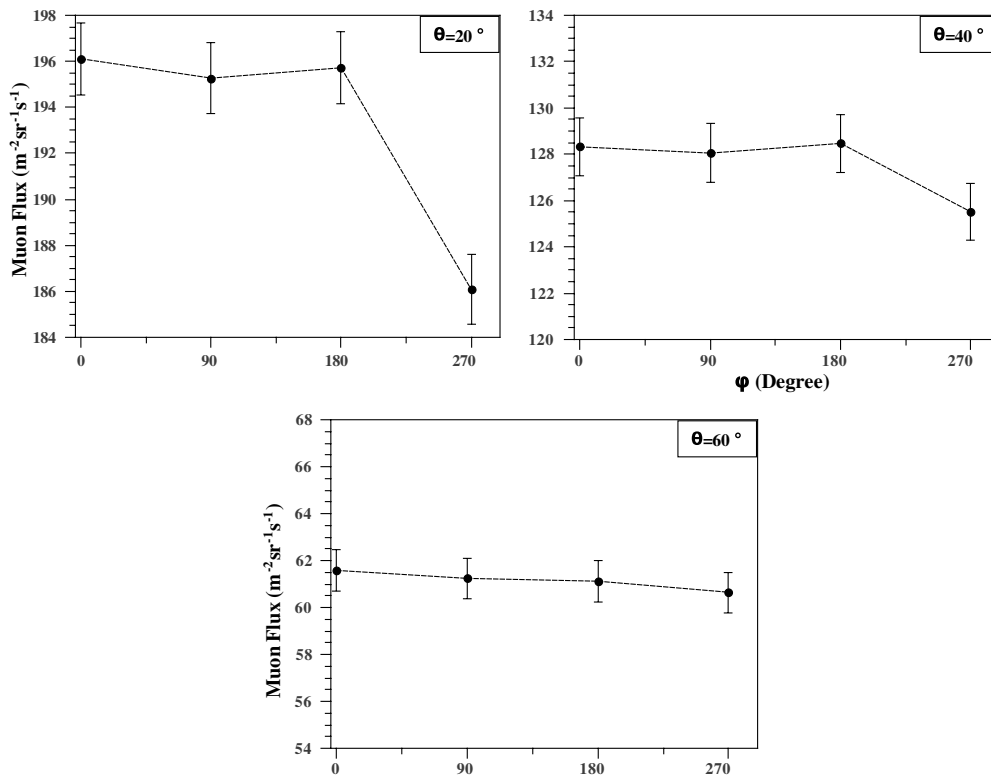 θ=20 °
Muon Flux (m-2sr-1s-1)
198
196
194
192
190
188
186
184
0 90 180 270
θ=40 °
134
132
130
128
126
124
122
120
0 90 180 270
φ (Degree)
θ=60 °
Muon Flux (m-2sr-1s-1)
68
66
64
62
60
58
56
54
0 90 180 270